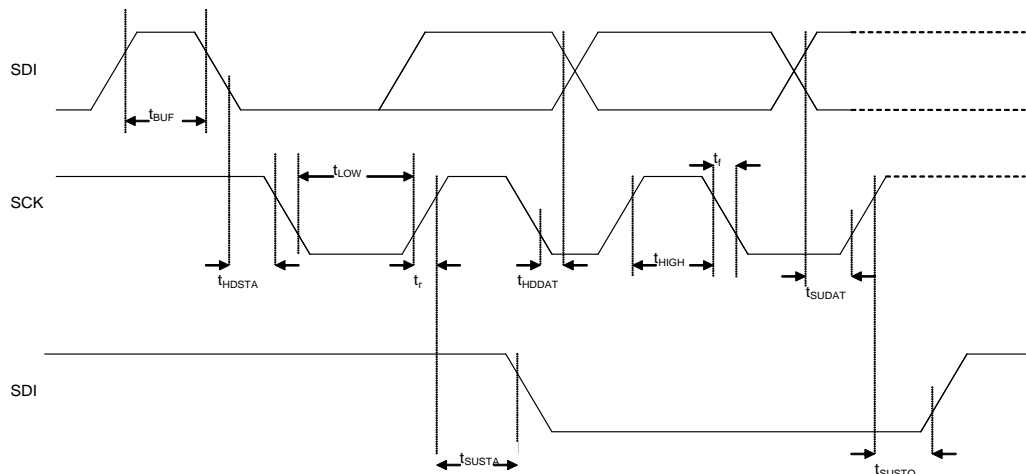 SDI
tBUF
tLOW
tf
SCK
tHDSTA
tr
tHDDAT
tHIGH
tSUDAT
SDI
tSUSTA
tSUSTO